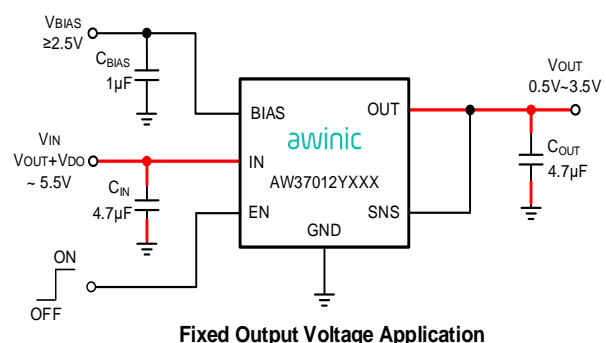 VBIAS
≥2.5V
CBIAS
1µF
VIN
VOUT+VDO
~ 5.5V
CIN
4.7µF
ON
OFF
BIAS
OUT
awinic
IN
AW37012YXXX
EN
SNS
GND
VOUT
0.5V~3.5V
COUT
4.7µF
Fixed Output Voltage Application